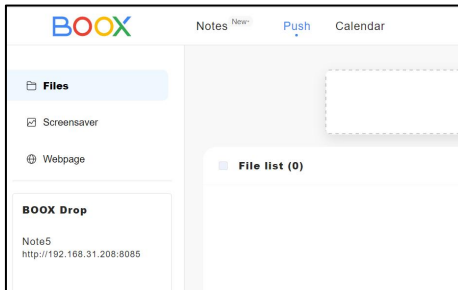 BOOX
Notes New+ Push Calendar
Files
Screensaver
Webpage
File list (0)
BOOX Drop
Note5
http://192.168.31.208:8085